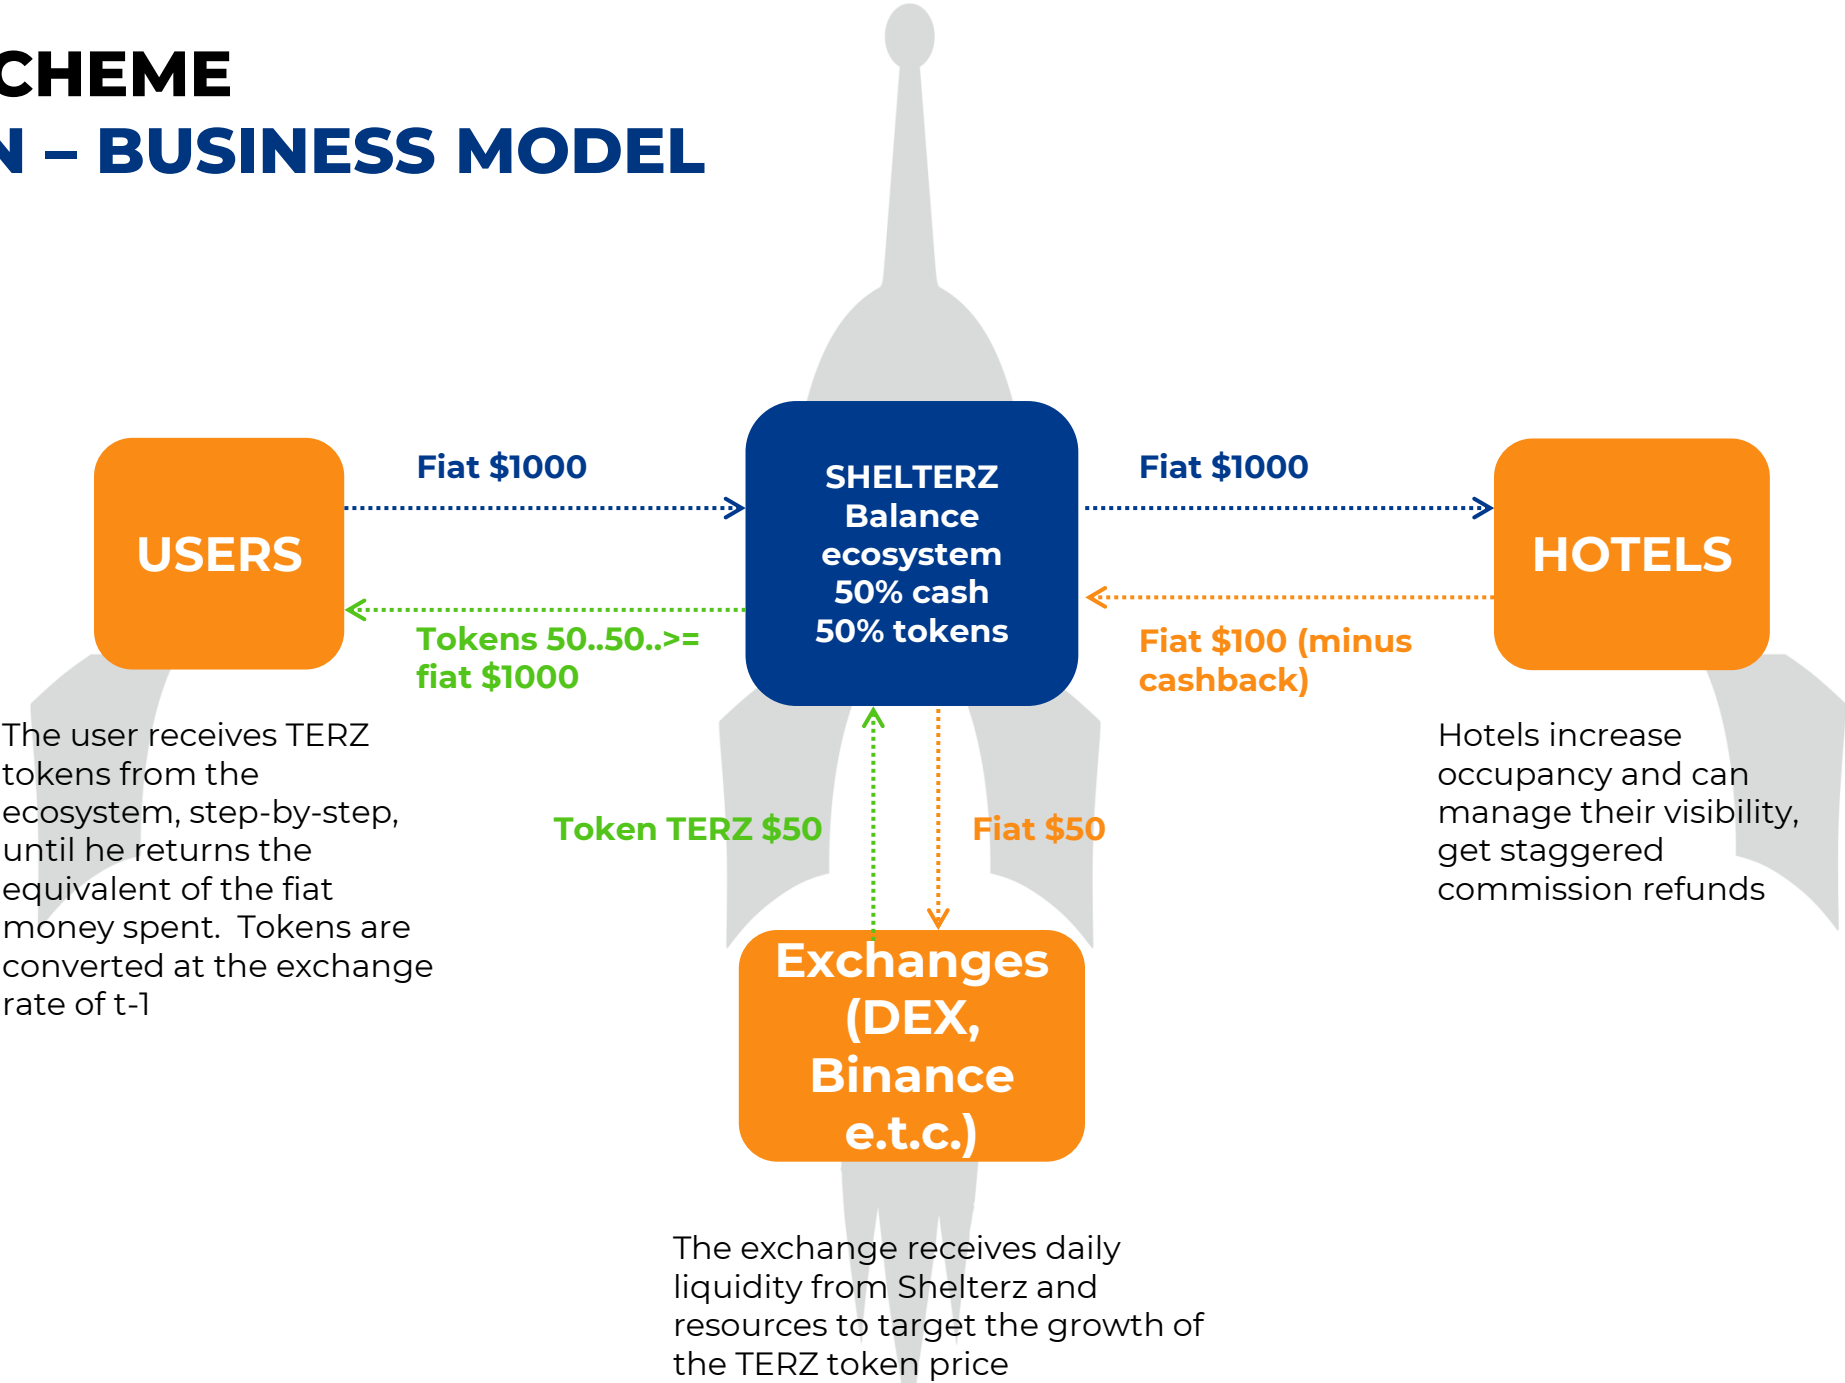 CHEME
N – BUSINESS MODEL
Fiat $1000
Fiat $1000
SHELTERZ
Balance
ecosystem
50% cash
50% tokens
USERS
HOTELS
Tokens 50..50..>=
fiat $1000
Fiat $100 (minus
cashback)
The user receives TERZ
tokens from the
ecosystem, step-by-step,
until he returns the
equivalent of the fiat
money spent.  Tokens are
converted at the exchange
rate of t-1
Hotels increase
occupancy and can
manage their visibility,
get staggered
commission refunds
Token TERZ $50
Fiat $50
Exchanges
(DEX,
Binance
e.t.c.)
The exchange receives daily
liquidity from Shelterz and
resources to target the growth of
the TERZ token price